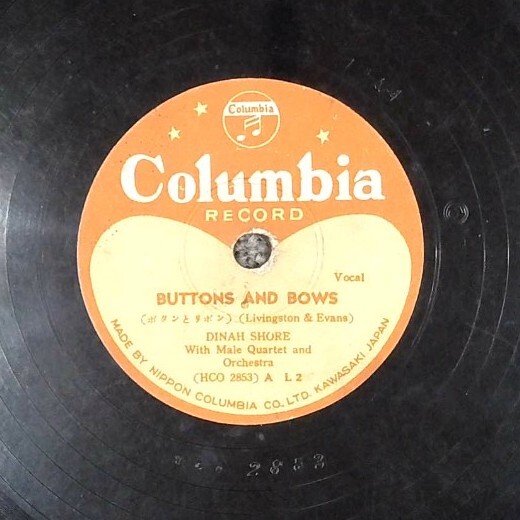 Columbia
Columbia
RECORD
Vocal
BUTTONS AND BOWS
(ボタンとリボン) (Livingston & Evans)
DINAH SHORE
With Male Quartet and
Orchestra
(HCO 2853) A L 2
MADE BY NIPPON COLUMBIA CO. LTD. KAWASAKI JAPAN
2853